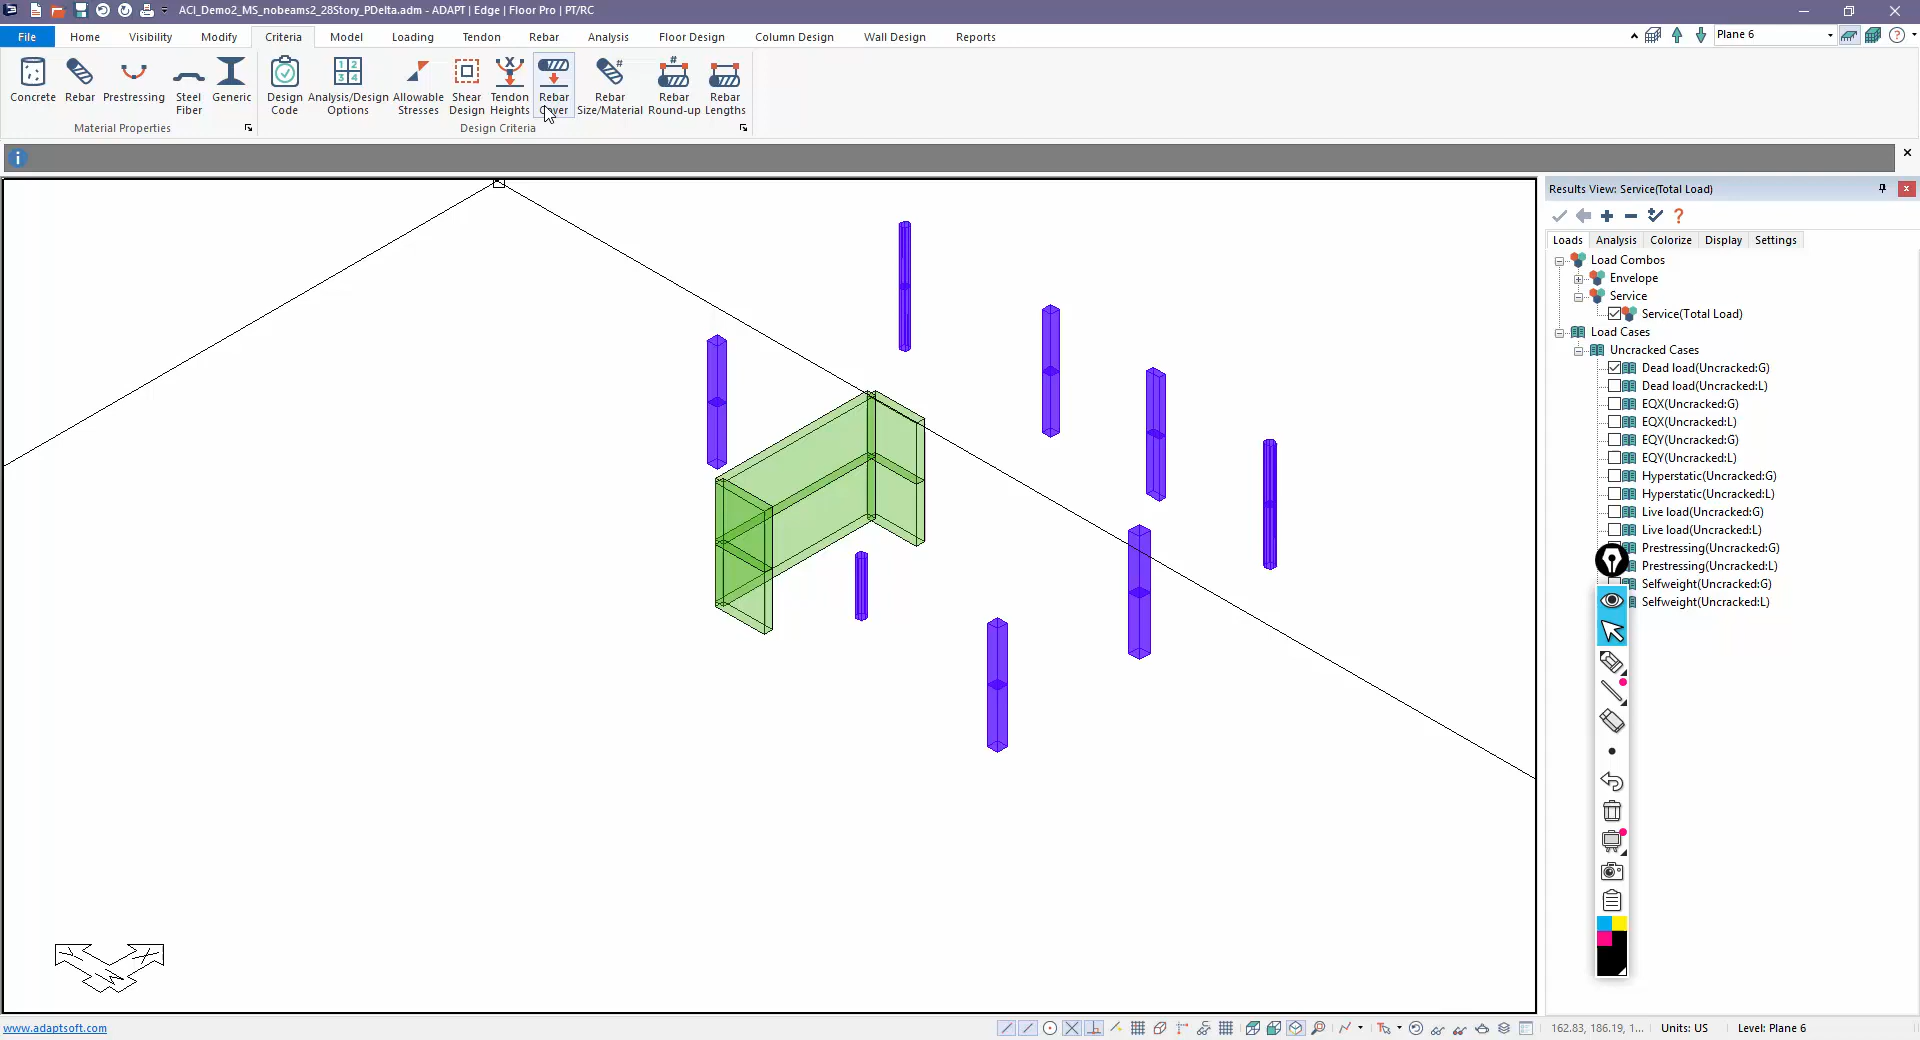 ACI_Demo2_MS_nobeams2_28Story_PDelta.adm - ADAPT | Edge | Floor Pro | PT/RC
File Home Visibility Modify Criteria Model Loading Tendon Rebar Analysis Floor Design Column Design Wall Design Reports Plane 6
Concrete Rebar Prestressing Steel Fiber Generic
Material Properties
Design Code Analysis/Design Options Allowable Stresses Shear Design Tendon Heights Rebar Cover Rebar Size/Material Rebar Round-up Rebar Lengths
Design Criteria
Results View: Service(Total Load)
Loads Analysis Colorize Display Settings
Load Combos
Envelope
Service
Service(Total Load)
Load Cases
Uncracked Cases
Dead load(Uncracked:G)
Dead load(Uncracked:L)
EQX(Uncracked:G)
EQX(Uncracked:L)
EQY(Uncracked:G)
EQY(Uncracked:L)
Hyperstatic(Uncracked:G)
Hyperstatic(Uncracked:L)
Live load(Uncracked:G)
Live load(Uncracked:L)
Prestressing(Uncracked:G)
Prestressing(Uncracked:L)
Selfweight(Uncracked:G)
Selfweight(Uncracked:L)
www.adaptsoft.com
162.83, 186.19, 1... Units: US Level: Plane 6